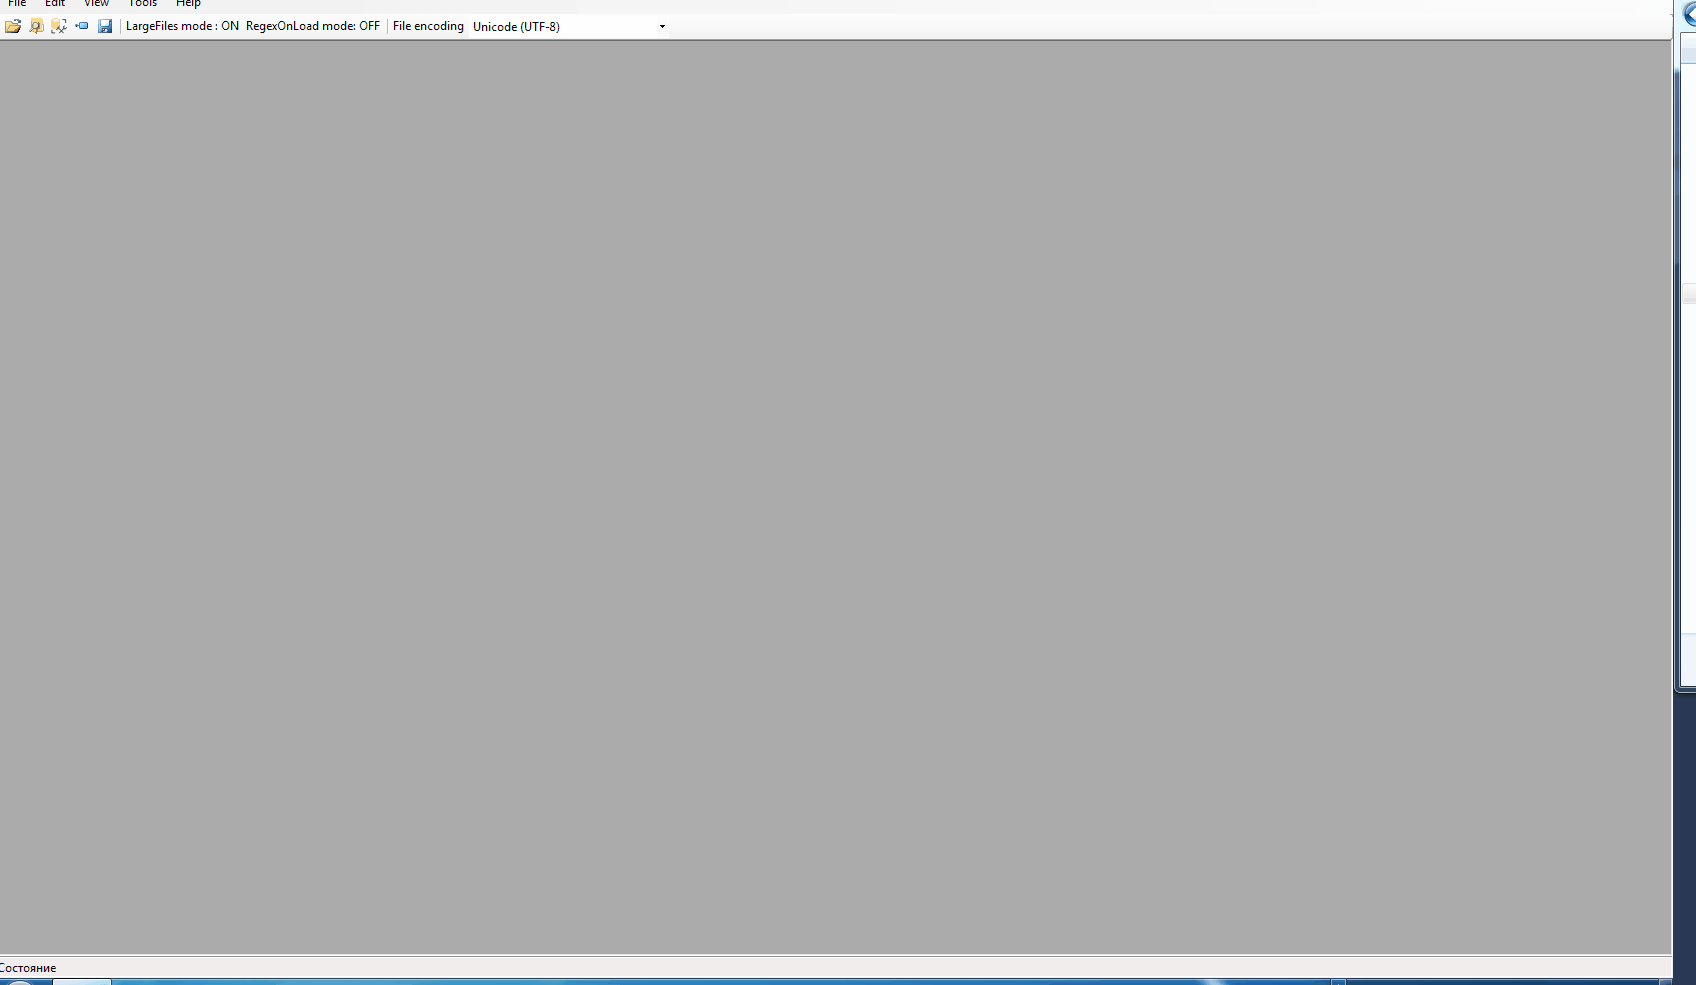 File Edit View Tools Help
LargeFiles mode : ON RegexOnLoad mode: OFF File encoding Unicode (UTF-8)
Состояние